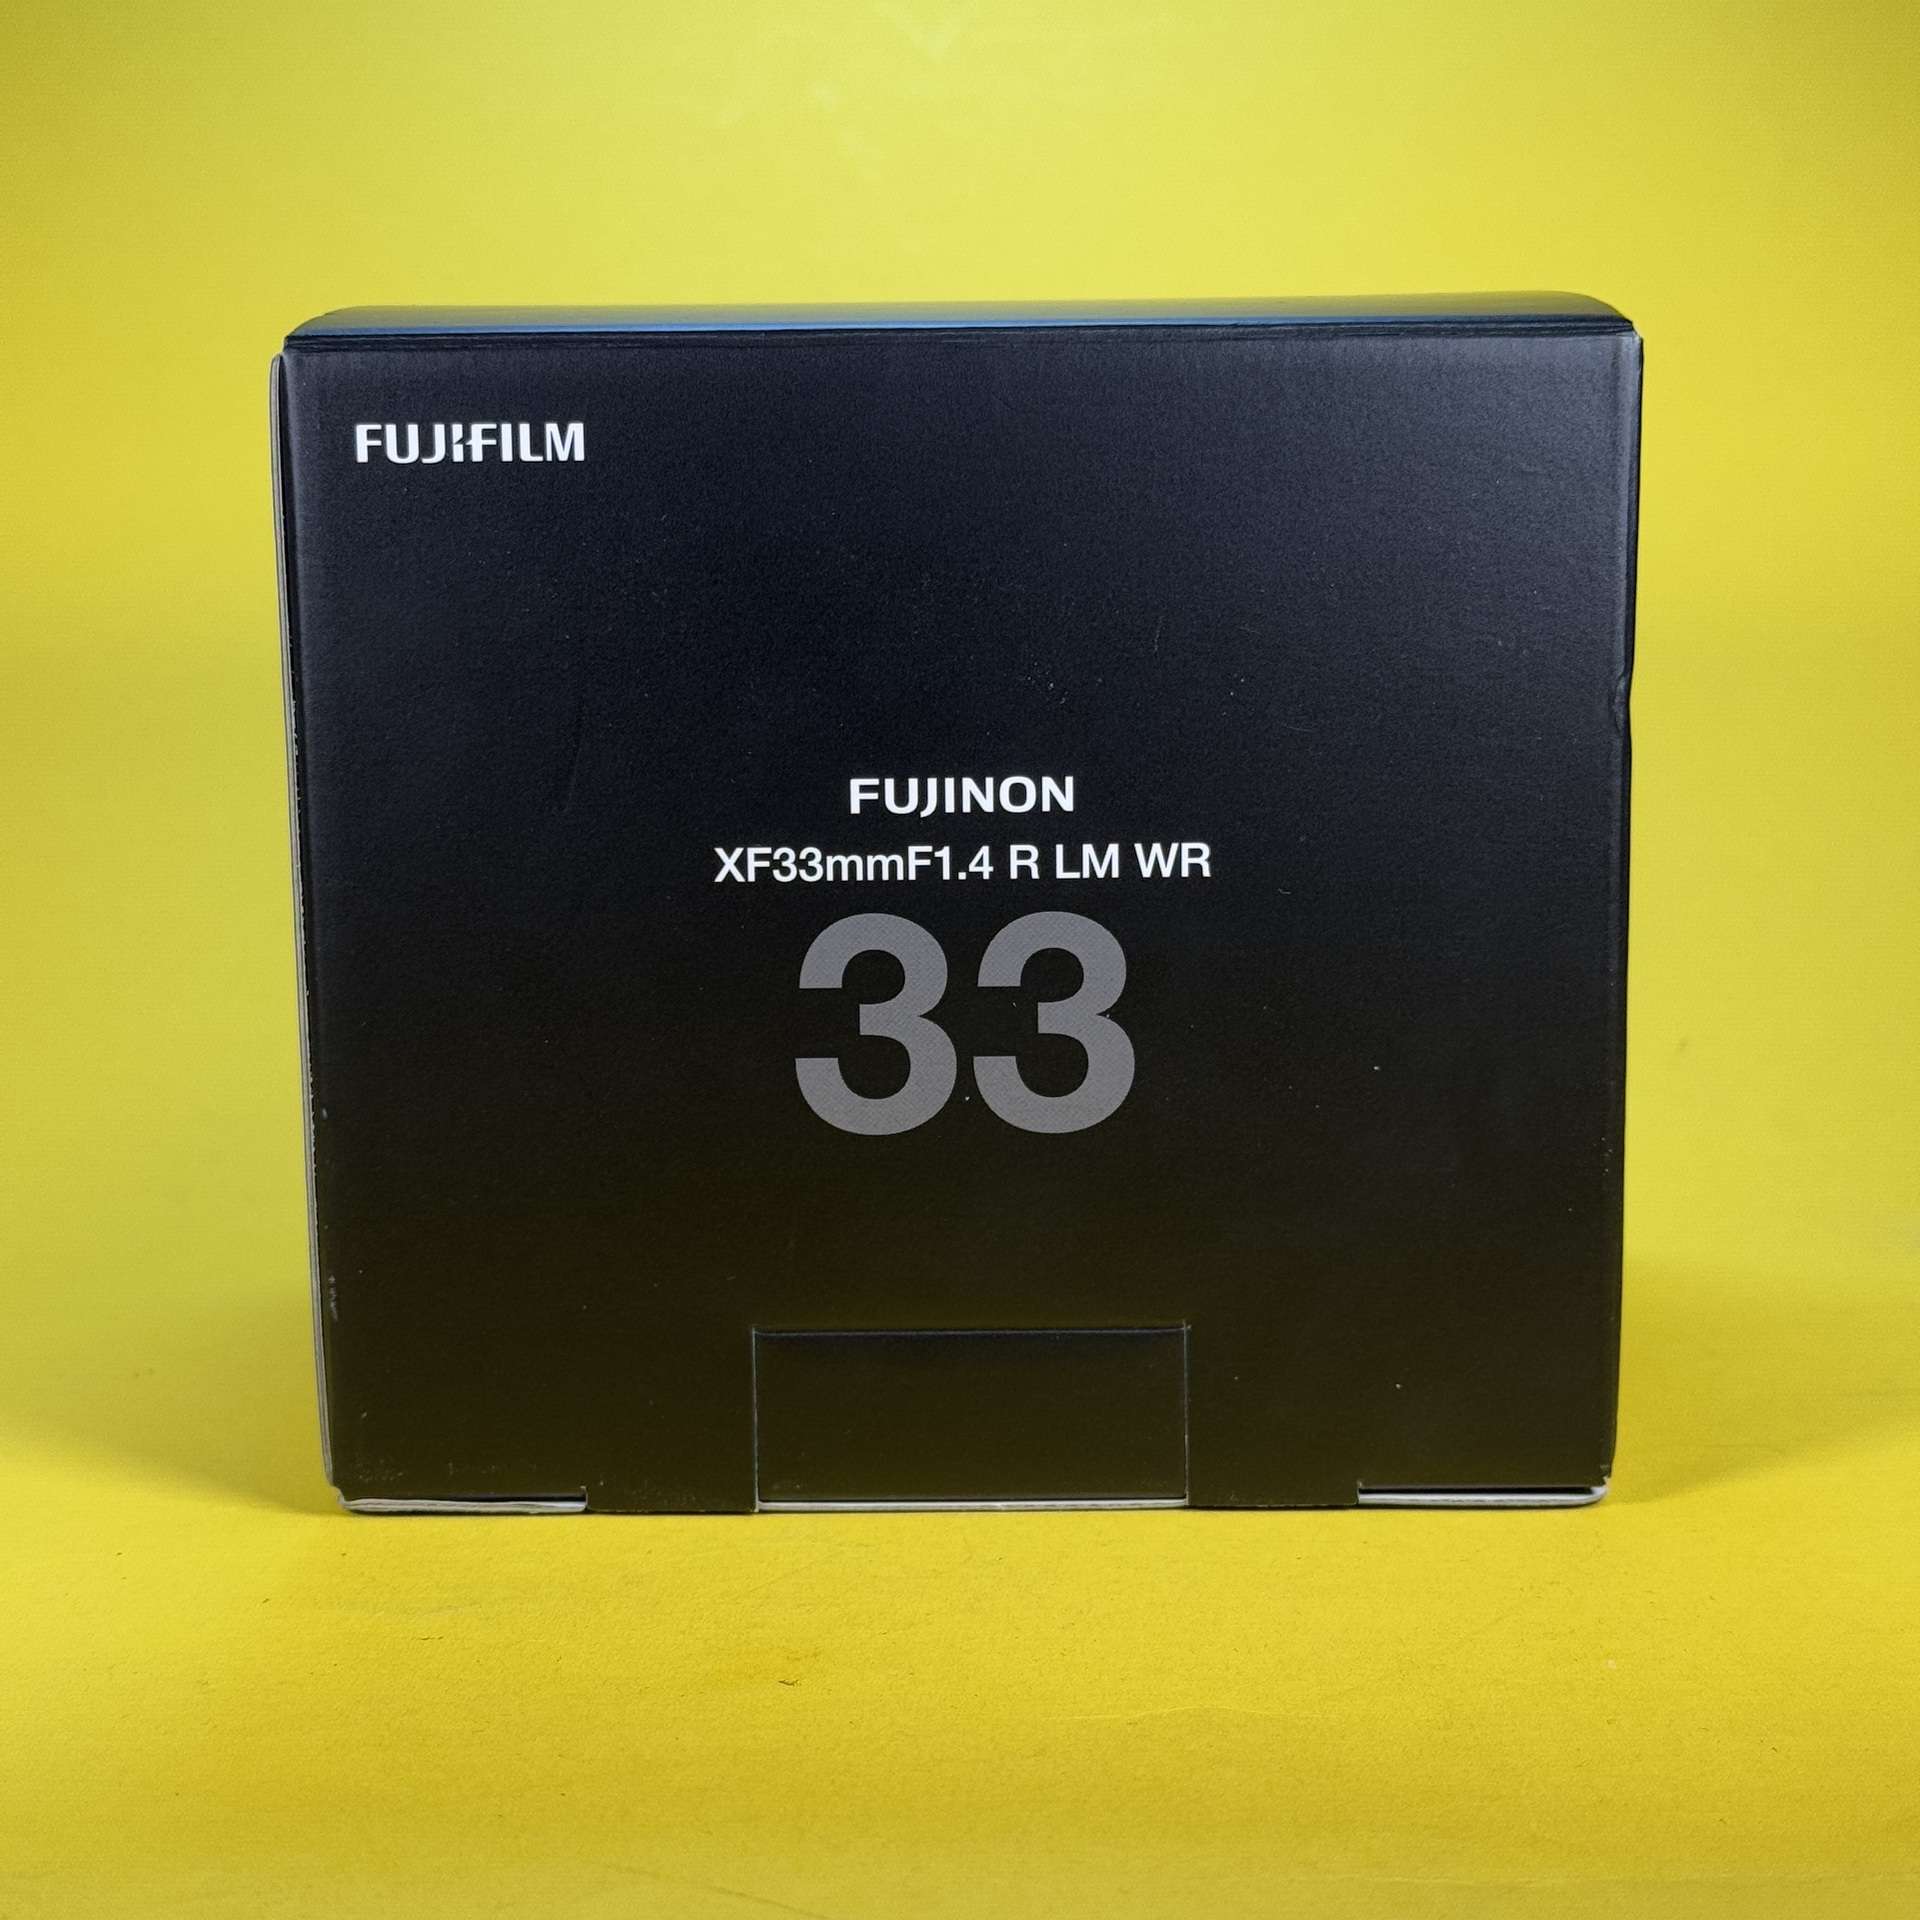 FUJIFILM
FUJINON
XF33mmF1.4 R LM WR
33